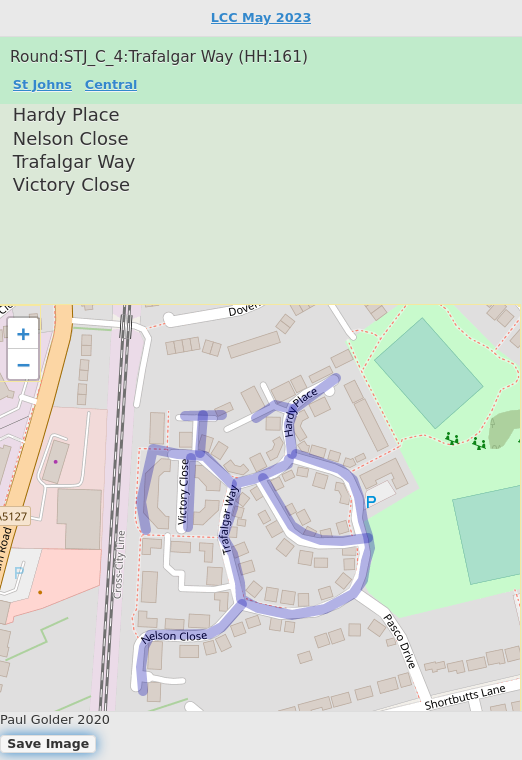 LCC May 2023
Round:STJ_C_4:Trafalgar Way (HH:161)
St Johns Central
Hardy Place
Nelson Close
Trafalgar Way
Victory Close
+
−
Hardy Place
Victory Close
Trafalgar Way
P
A5127
Road
Cross-City Line
P
Nelson Close
Pasco Drive
Shortbutts Lane
Paul Golder 2020
Save Image